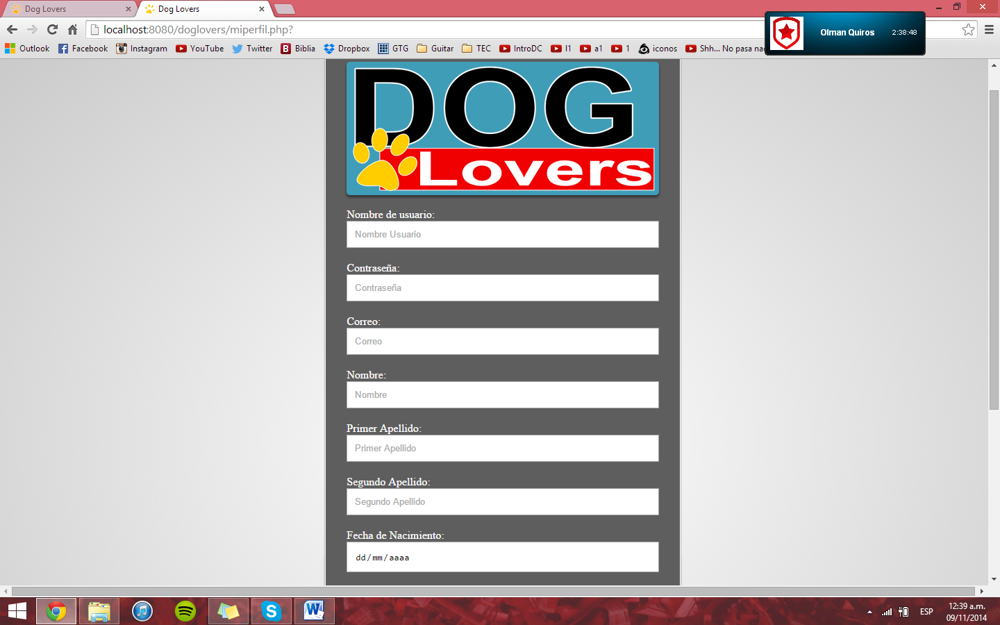 Dog Lovers
Dog Lovers
localhost:8080/doglovers/miperfil.php?
Olman Quiros 2:38:48
Outlook Facebook Instagram YouTube Twitter Biblia Dropbox GTG Guitar TEC IntroDC I1 a1 1 iconos Shh... No pasa nad
DOG
Lovers
Nombre de usuario:
Nombre Usuario
Contraseña:
Contraseña
Correo:
Correo
Nombre:
Nombre
Primer Apellido:
Primer Apellido
Segundo Apellido:
Segundo Apellido
Fecha de Nacimiento:
dd/mm/aaaa
ESP
12:39 a.m.
09/11/2014